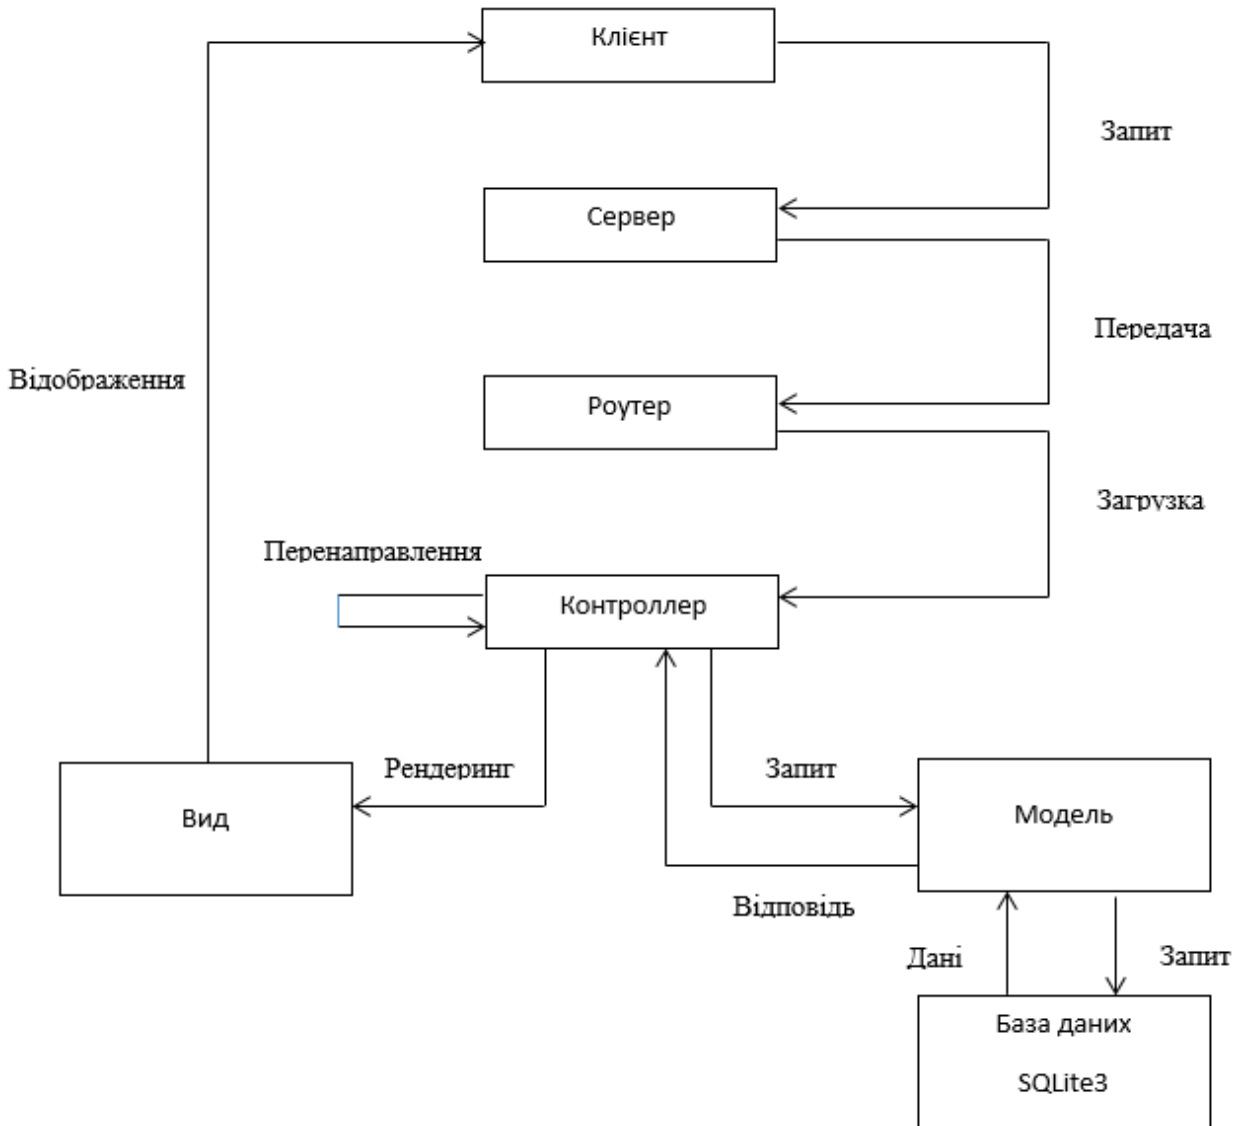 Клієнт
Запит
Сервер
Передача
Відображення
Роутер
Загрузка
Перенаправлення
Контроллер
Рендеринг
Запит
Вид
Модель
Відповідь
Дані
Запит
База даних
SQLite3